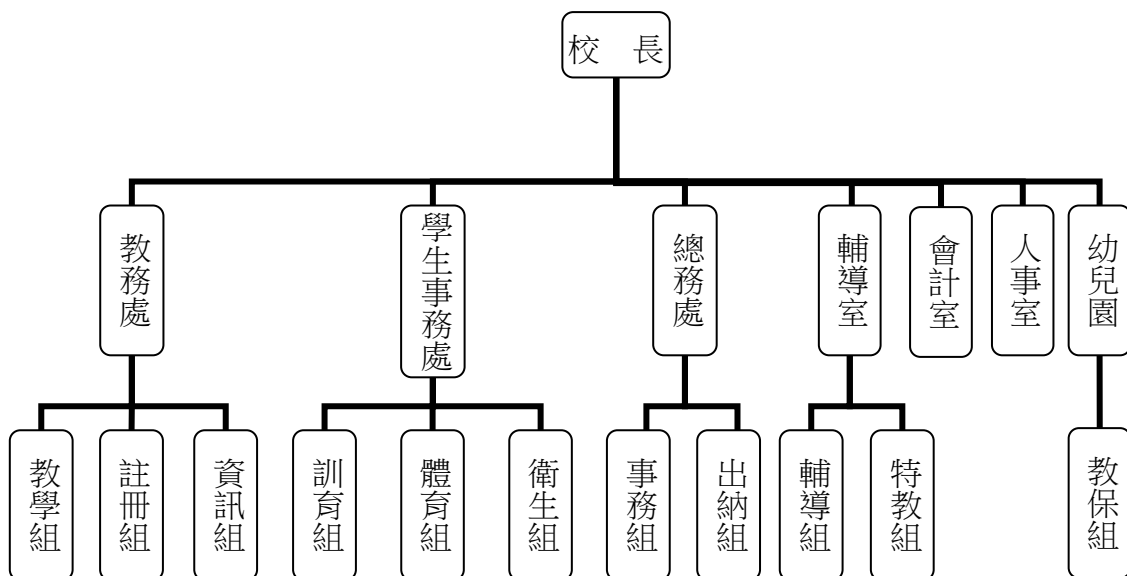 校　長
教務處
學生事務處
總務處
輔導室
會計室
人事室
幼兒園
教學組
註冊組
資訊組
訓育組
體育組
衛生組
事務組
出納組
輔導組
特教組
教保組